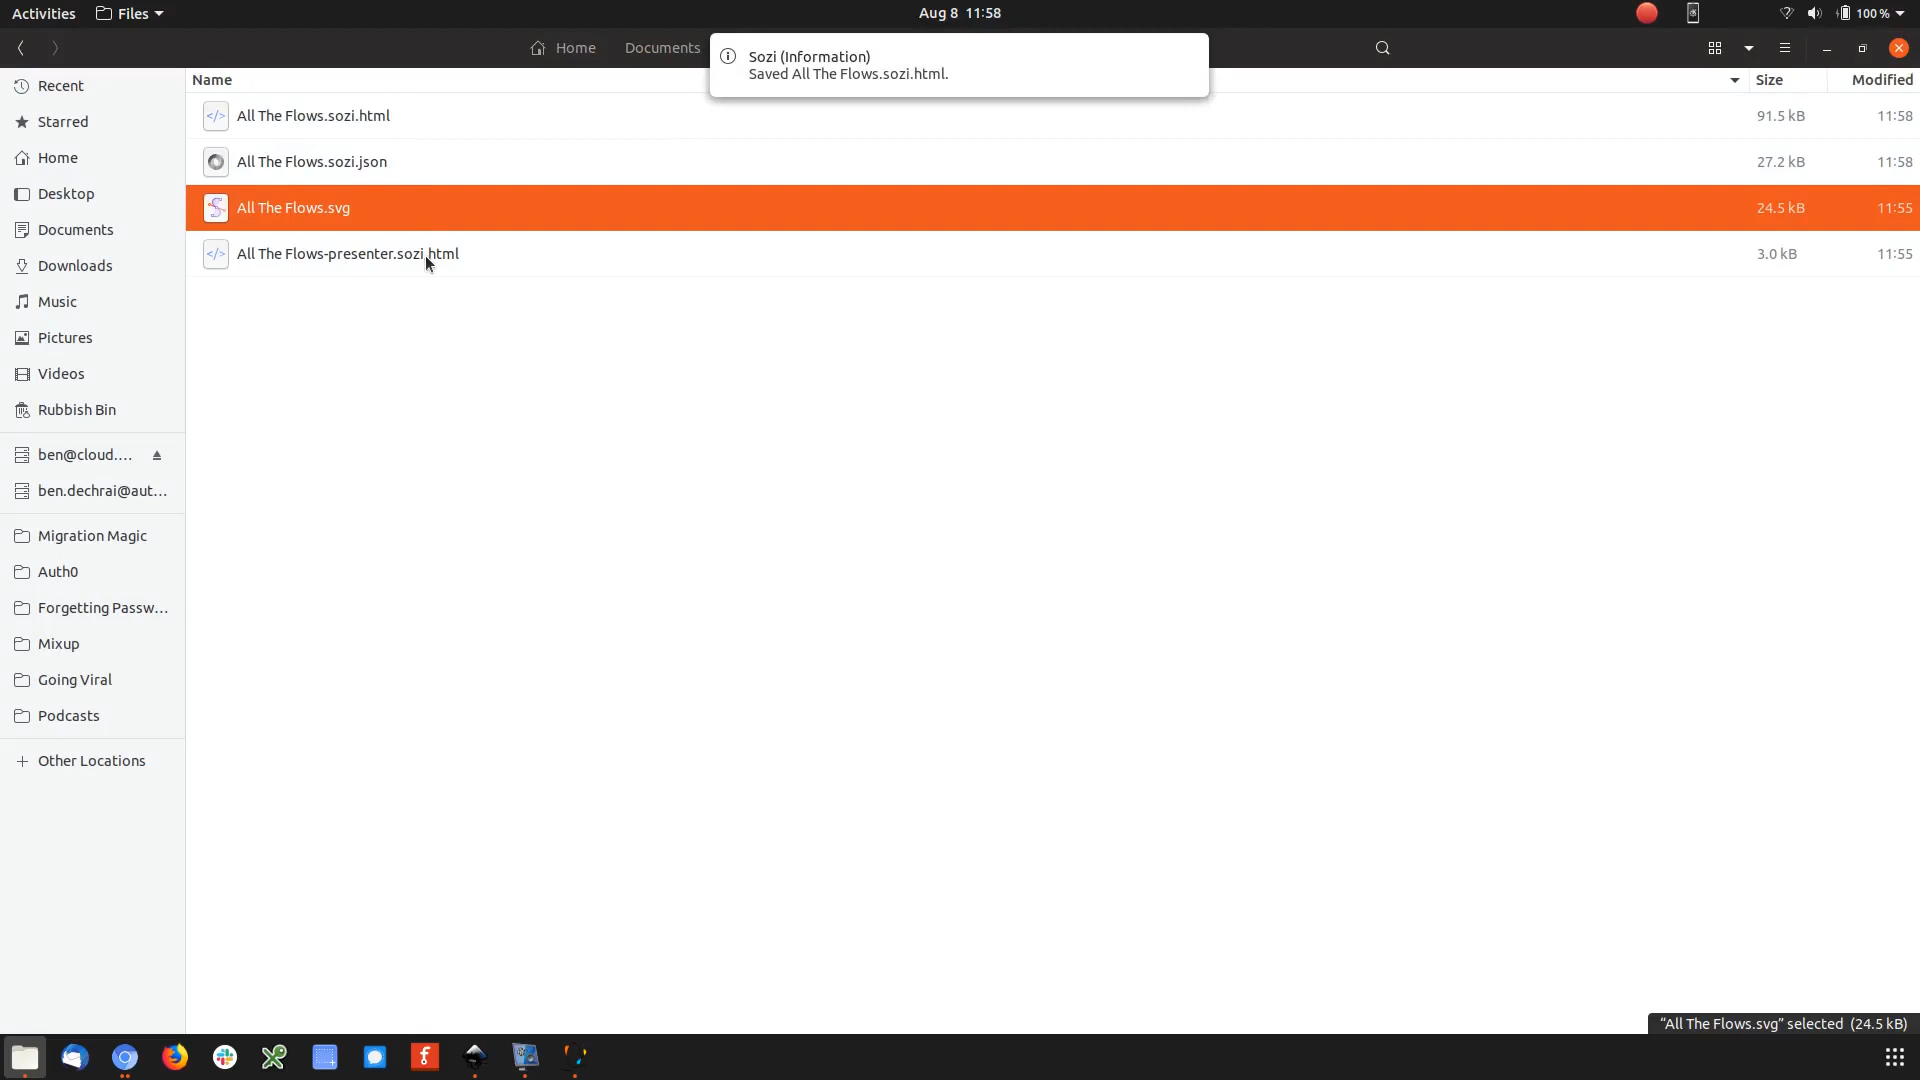 Activities Files Aug 8 11:58 100 %
Home Documents
Sozi (Information)
Saved All The Flows.sozi.html.
Name Size Modified
All The Flows.sozi.html 91.5 kB 11:58
All The Flows.sozi.json 27.2 kB 11:58
All The Flows.svg 24.5 kB 11:55
All The Flows-presenter.sozi.html 3.0 kB 11:55
Recent
Starred
Home
Desktop
Documents
Downloads
Music
Pictures
Videos
Rubbish Bin
ben@cloud....
ben.dechrai@aut...
Migration Magic
Auth0
Forgetting Passw...
Mixup
Going Viral
Podcasts
Other Locations
“All The Flows.svg” selected (24.5 kB)